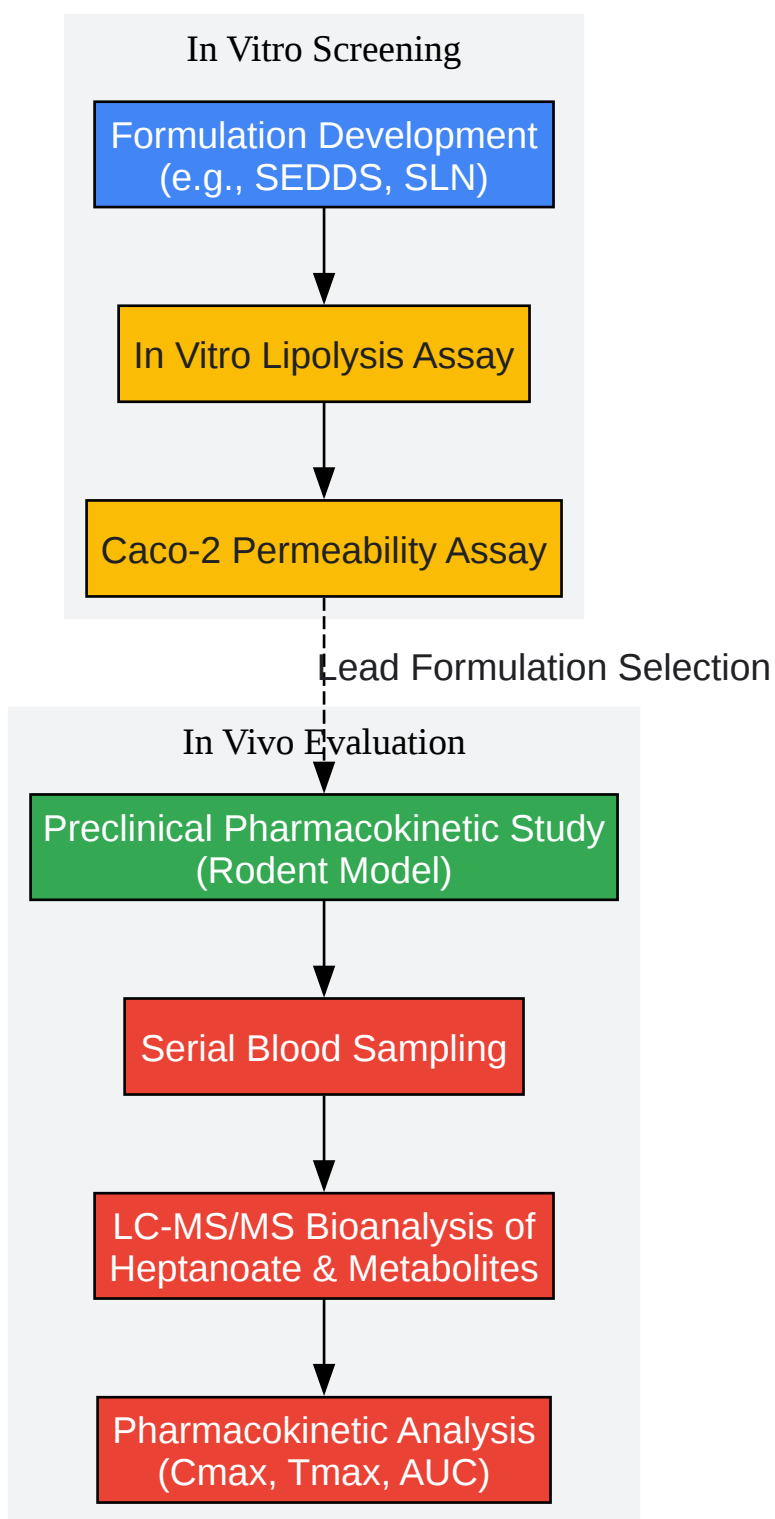 In Vitro Screening
Formulation Development
(e.g., SEDDS, SLN)
In Vitro Lipolysis Assay
Caco-2 Permeability Assay
Lead Formulation Selection
In Vivo Evaluation
Preclinical Pharmacokinetic Study
(Rodent Model)
Serial Blood Sampling
LC-MS/MS Bioanalysis of
Heptanoate & Metabolites
Pharmacokinetic Analysis
(Cmax, Tmax, AUC)